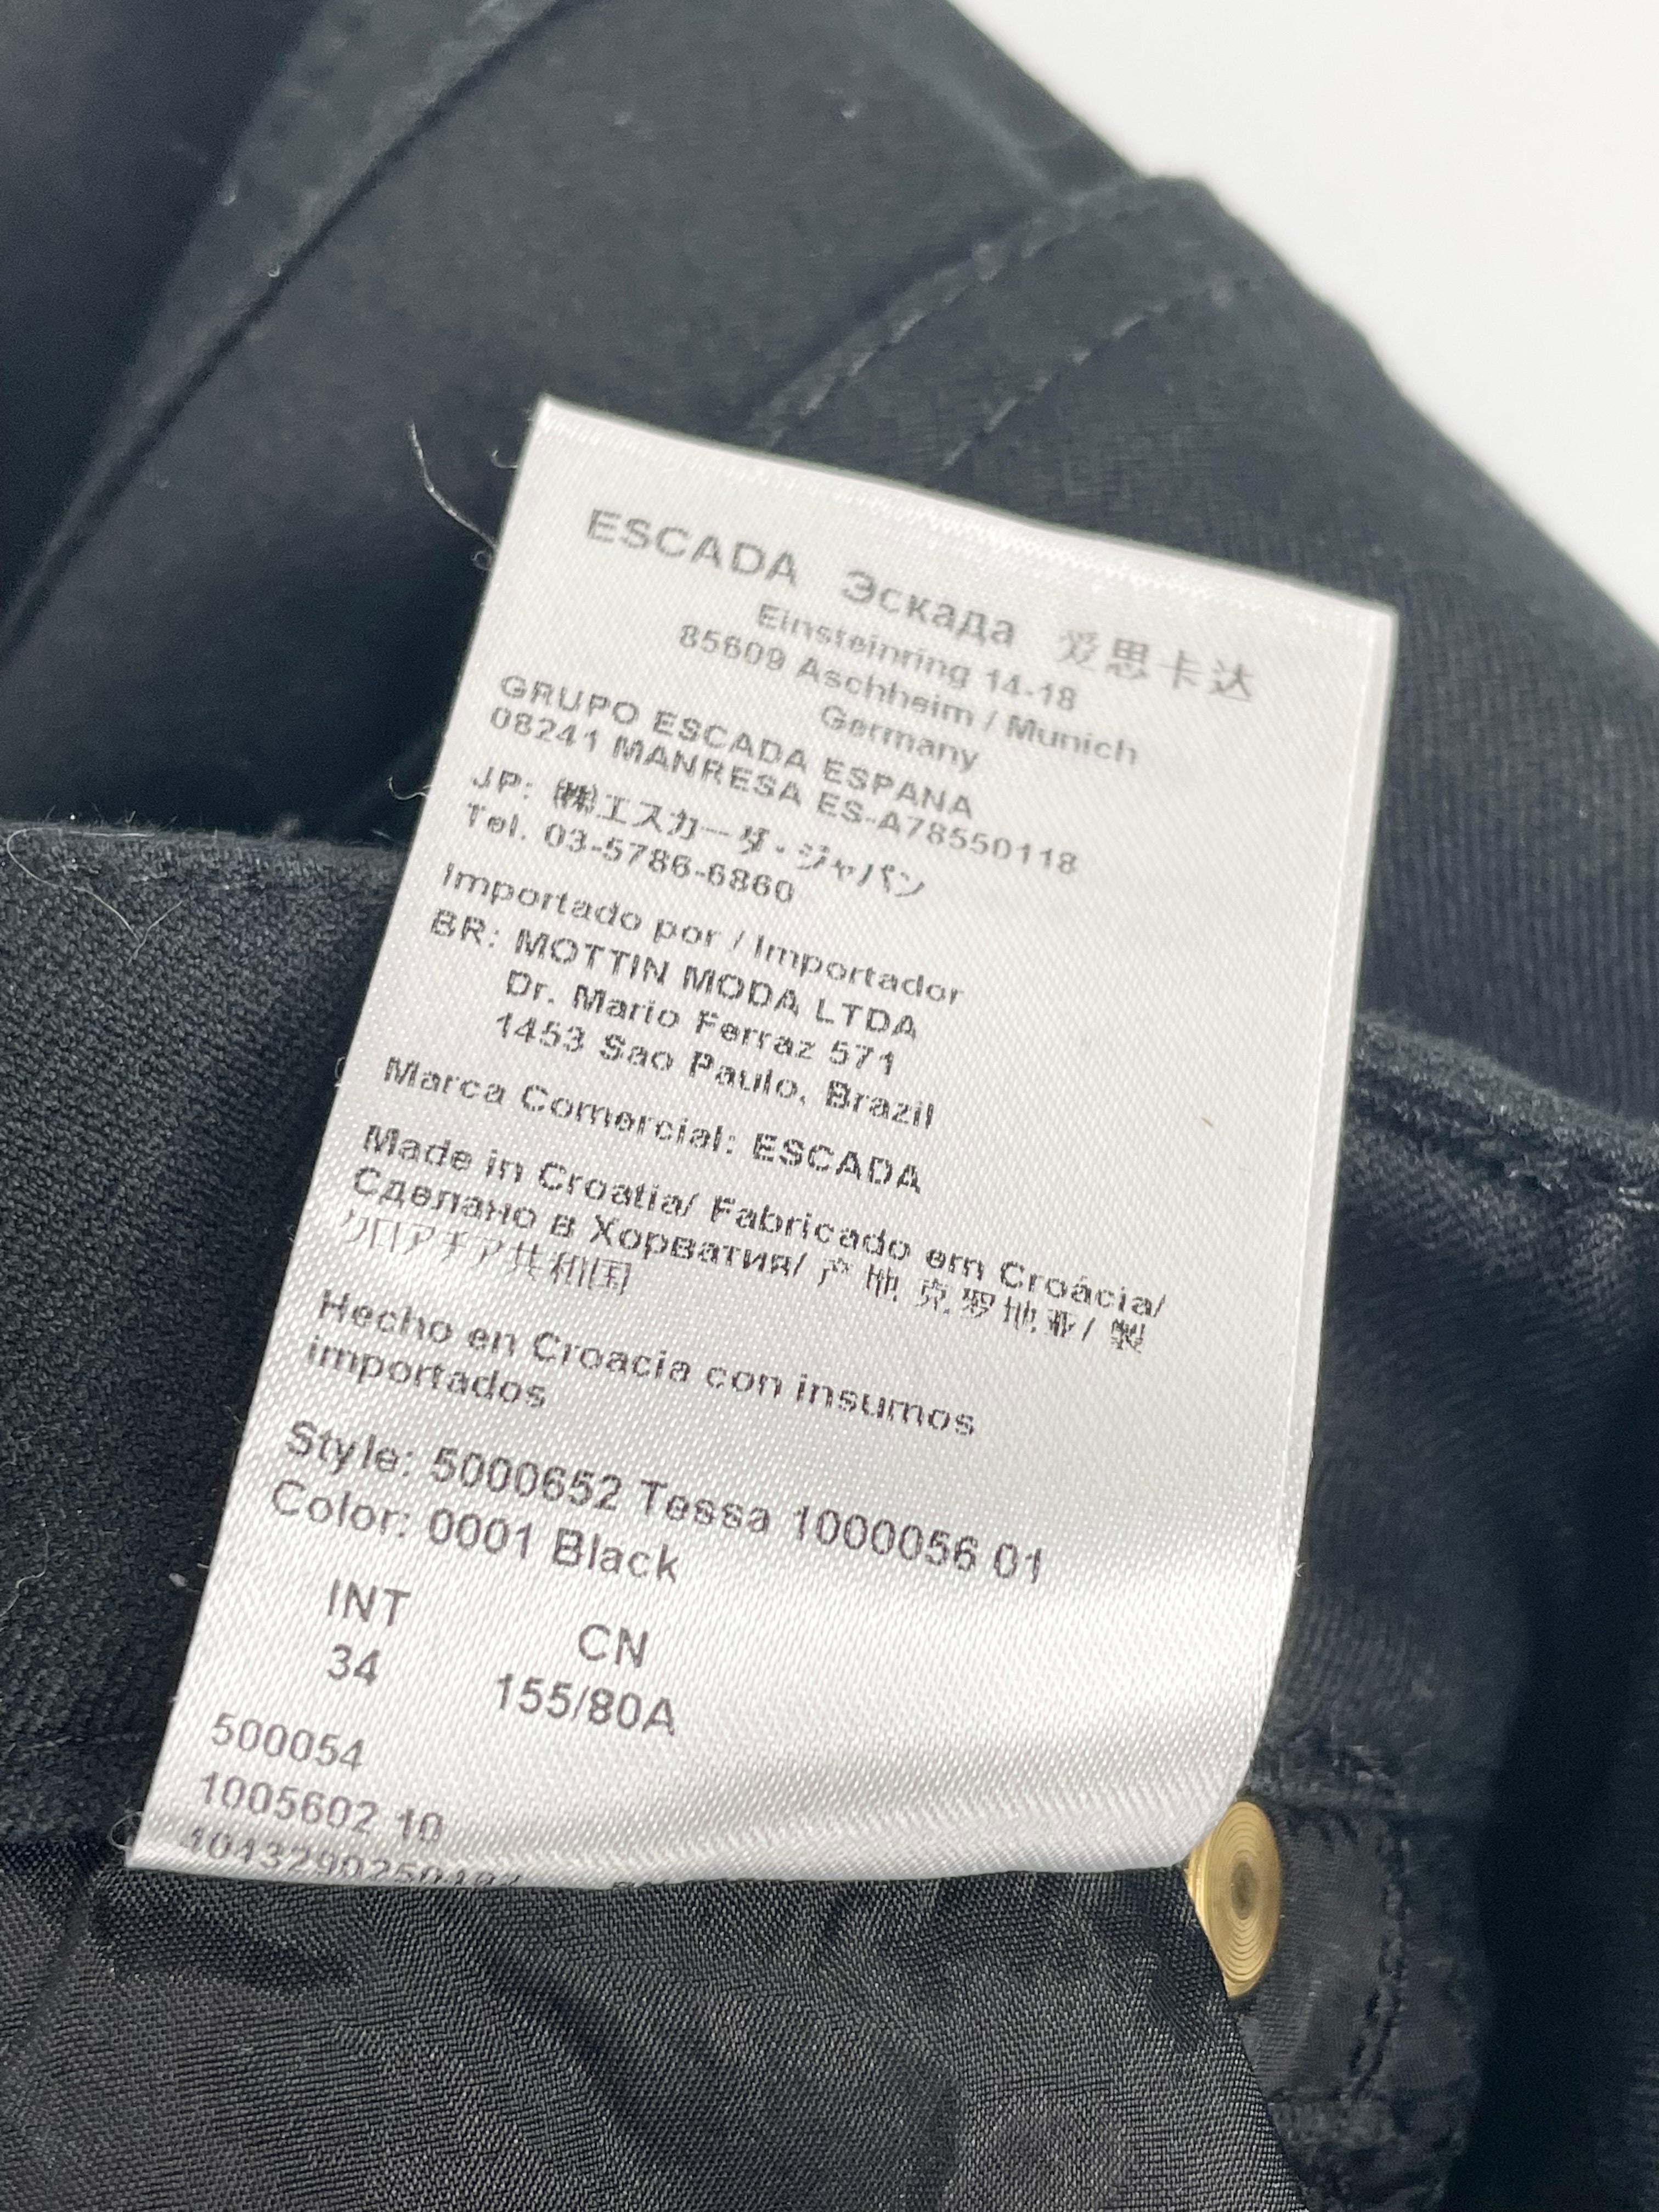 ESCADA Эскада 爱思卡达
Einsteinring 14-18
85609 Aschheim / Munich
Germany
GRUPO ESCADA ESPANA
08241 MANRESA ES-A78550118
JP: ㈱エスカーダ・ジャパン
Tel. 03-5786-6860
Importado por / Importador
BR: MOTTIN MODA LTDA
Dr. Mario Ferraz 571
1453 Sao Paulo, Brazil
Marca Comercial: ESCADA
Made in Croatia/ Fabricado em Croácia/
Сделано в Хорватия/ 产地 克罗地亚/ 製
クロアチア共和国
Hecho en Croacia con insumos
importados
Style: 5000652 Tessa 1000056 01
Color: 0001 Black
INT CN
34 155/80A
500054
1005602 10